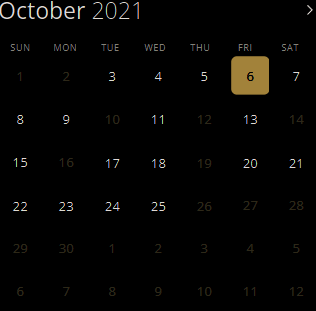 October 2021
SUN MON TUE WED THU FRI SAT
1 2 3 4 5 6 7
8 9 10 11 12 13 14
15 16 17 18 19 20 21
22 23 24 25 26 27 28
29 30 1 2 3 4 5
6 7 8 9 10 11 12